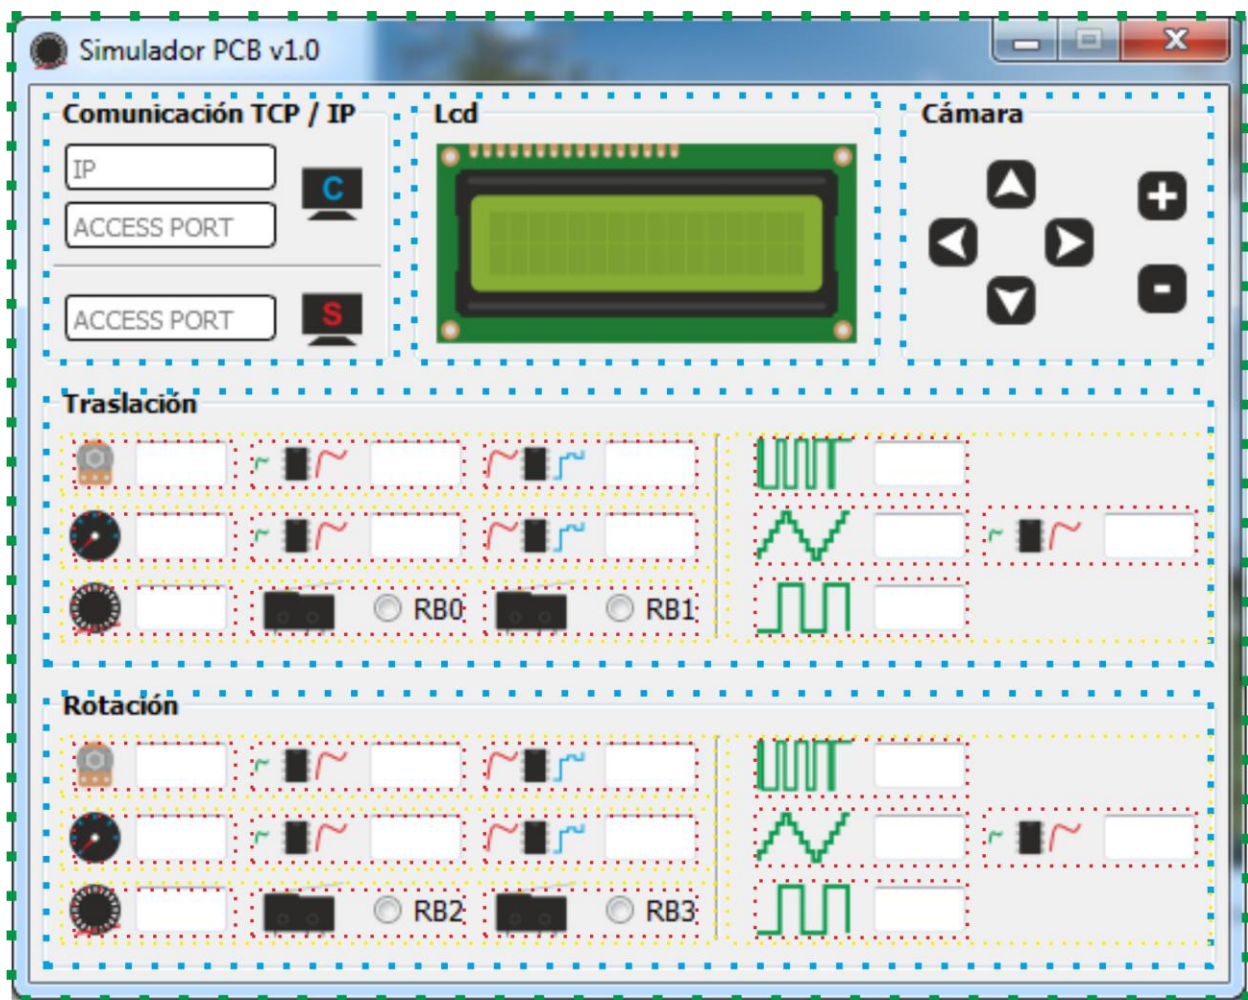 Simulador PCB v1.0
Comunicación TCP / IP
IP
ACCESS PORT
C
ACCESS PORT
S
Lcd
Cámara
+
-
Traslación
RB0
RB1
Rotación
RB2
RB3